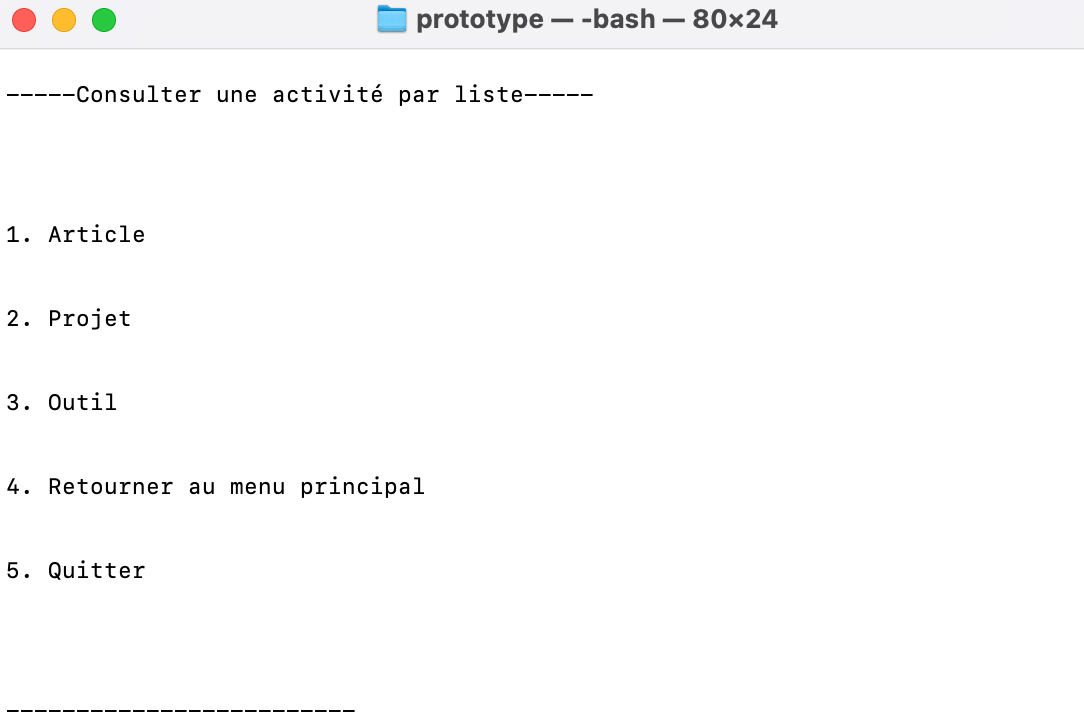 prototype — -bash — 80×24
-----Consulter une activité par liste-----
1. Article
2. Projet
3. Outil
4. Retourner au menu principal
5. Quitter
-------------------------